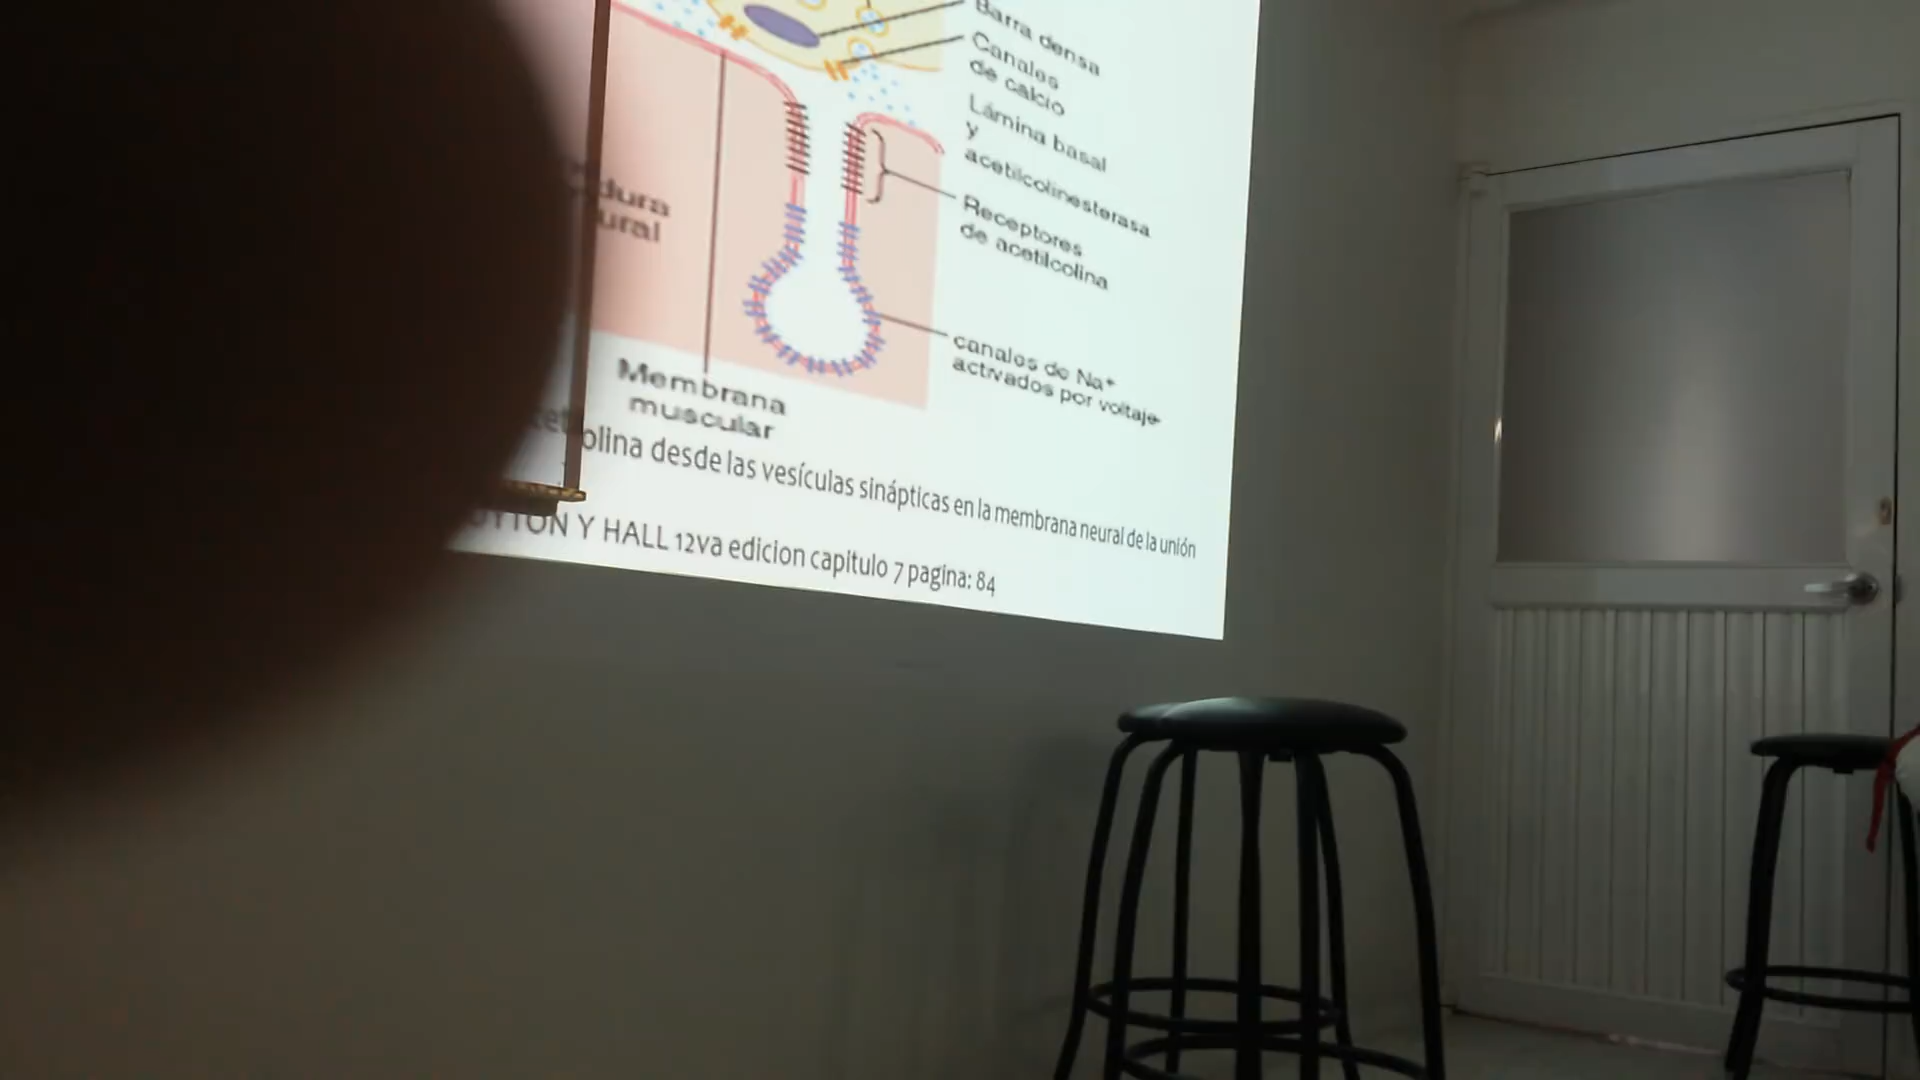 Barra densa
Canales
de calcio
Lámina basal
y
acetilcolinesterasa
Receptores
de acetilcolina
canales de Na+
activados por voltaje
Membrana
muscular
desde las vesículas sinápticas en la membrana neural de la unión
Y HALL 12va edicion capitulo 7 pagina: 84